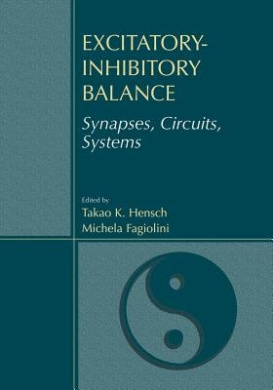 EXCITATORY-
INHIBITORY
BALANCE
Synapses, Circuits,
Systems
Edited by
Takao K. Hensch
Michela Fagiolini